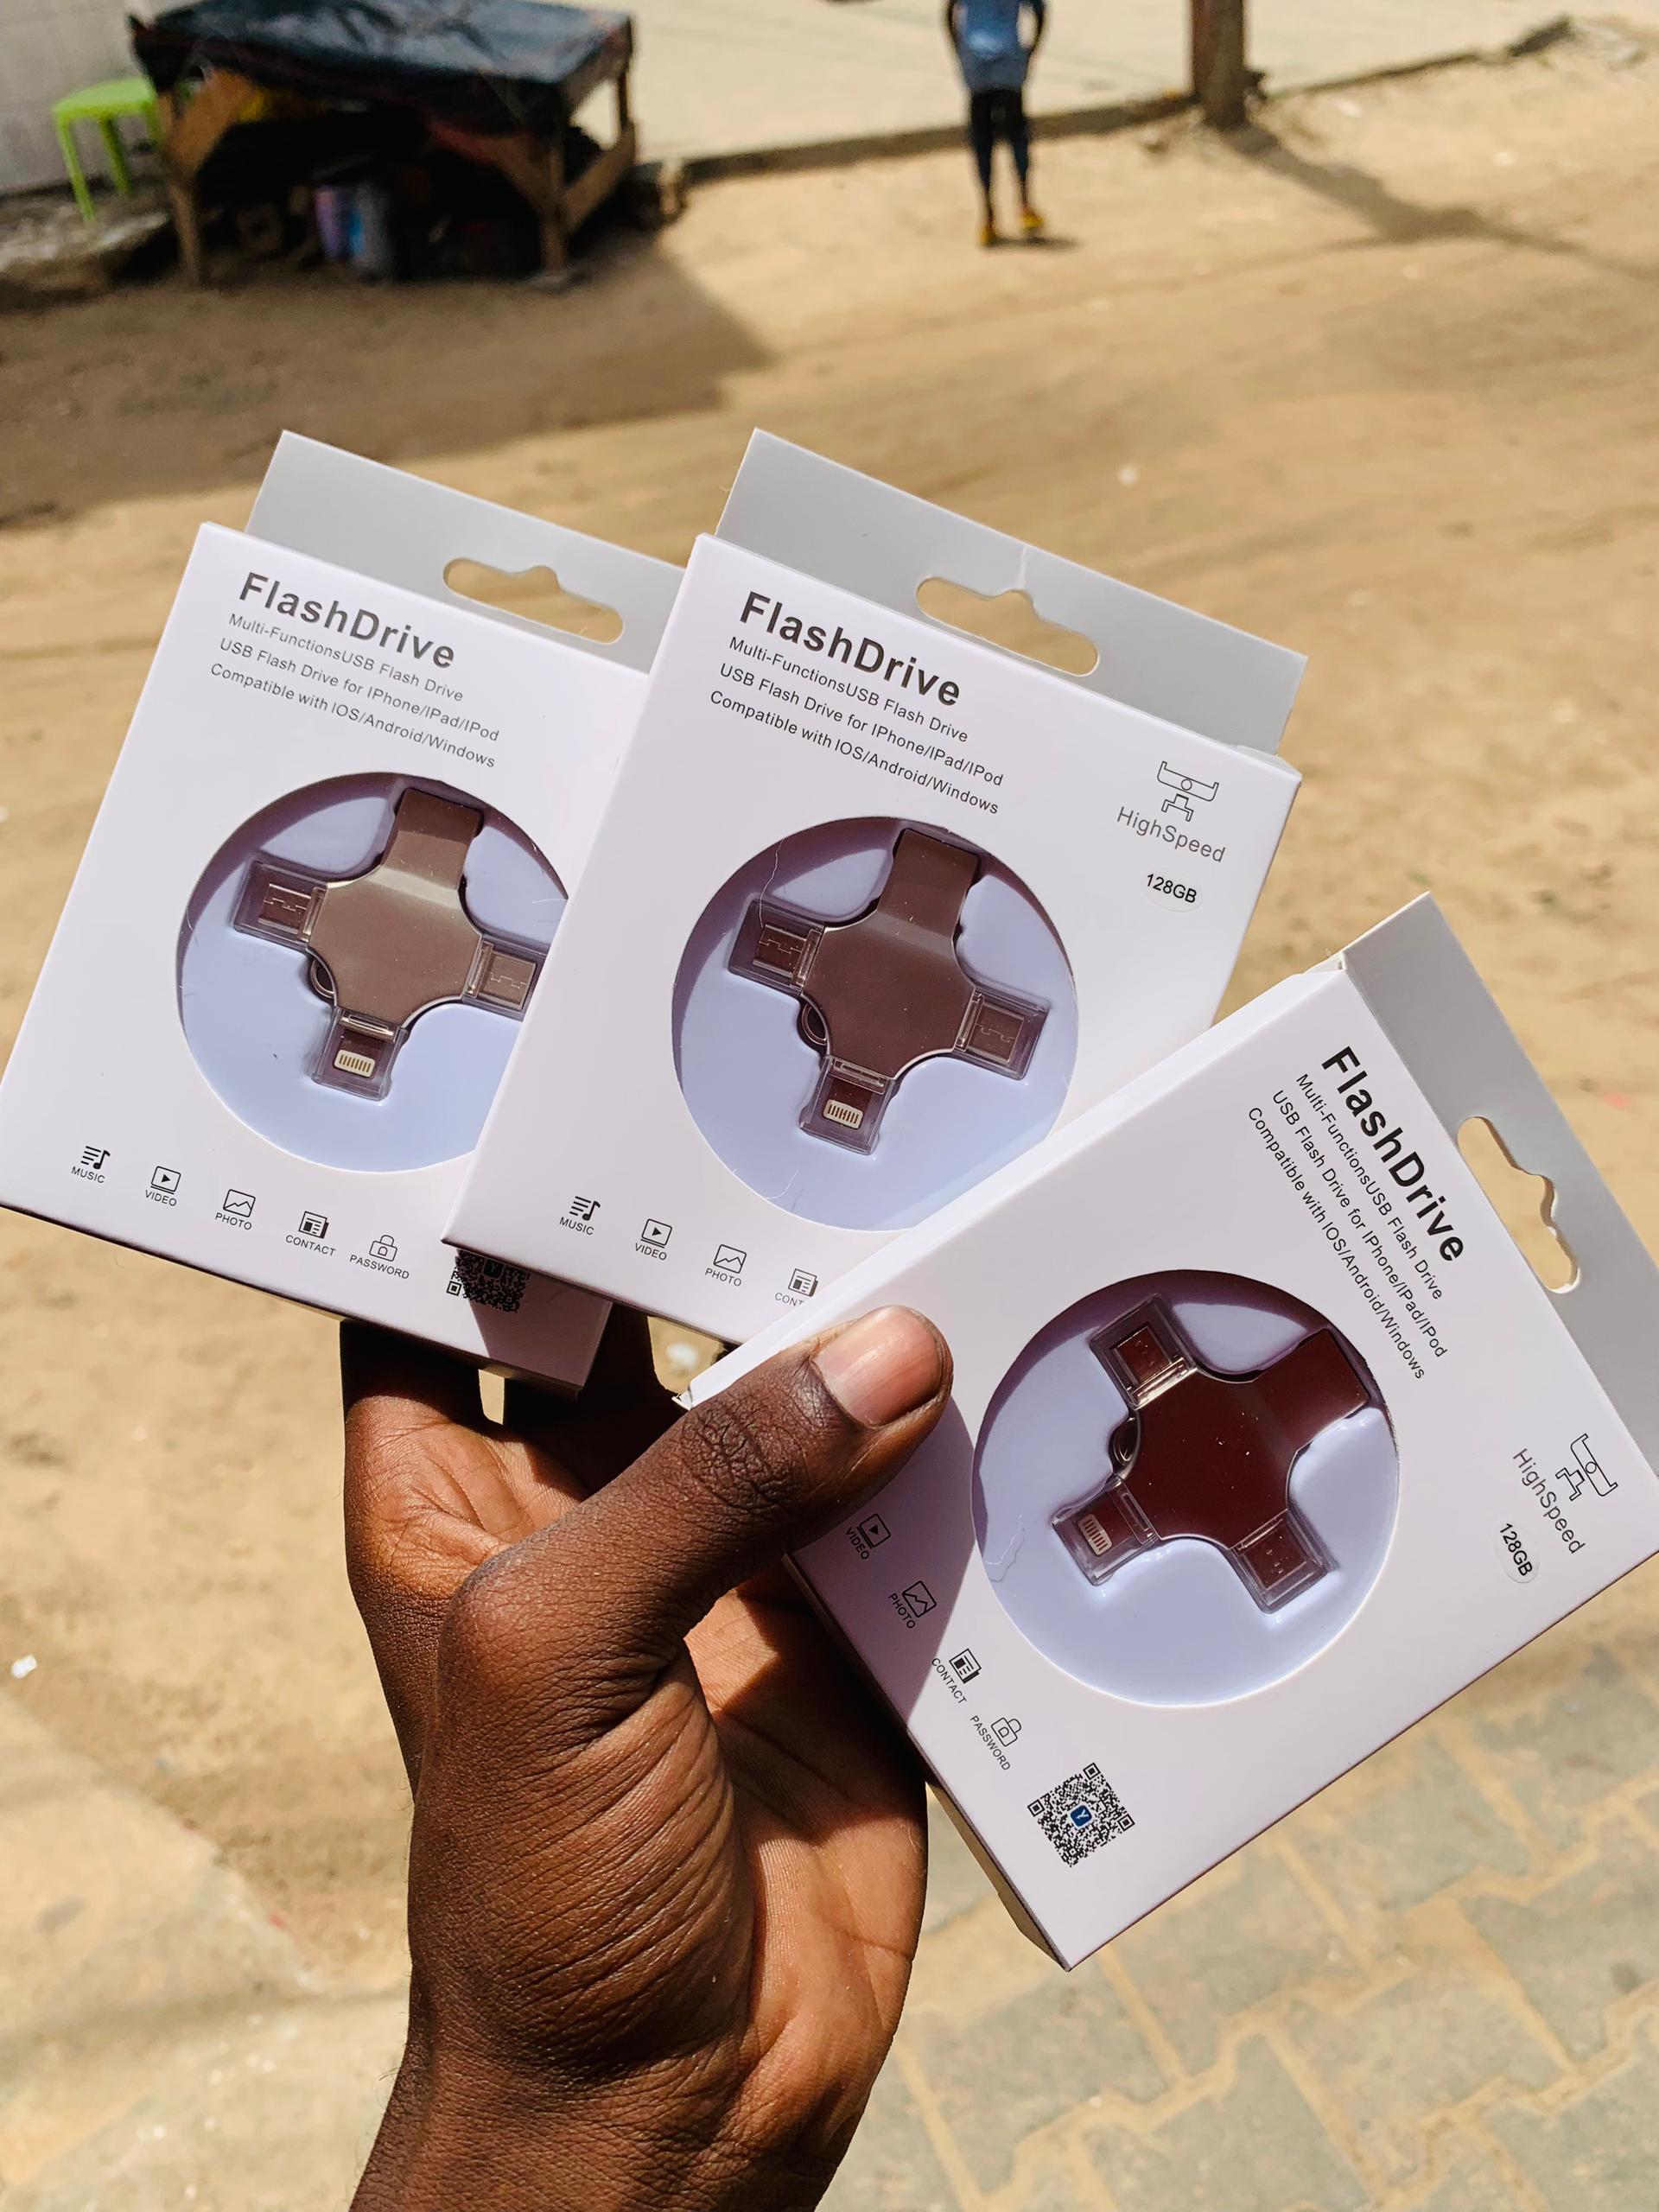 FlashDrive
Multi-FunctionsUSB Flash Drive
USB Flash Drive for IPhone/IPad/IPod
Compatible with IOS/Android/Windows
MUSIC
VIDEO
PHOTO
CONTACT
PASSWORD
FlashDrive
Multi-FunctionsUSB Flash Drive
USB Flash Drive for IPhone/IPad/IPod
Compatible with IOS/Android/Windows
HighSpeed
128GB
MUSIC
VIDEO
PHOTO
CONT
FlashDrive
Multi-FunctionsUSB Flash Drive
USB Flash Drive for IPhone/IPad/IPod
Compatible with IOS/Android/Windows
HighSpeed
128GB
VIDEO
PHOTO
CONTACT
PASSWORD